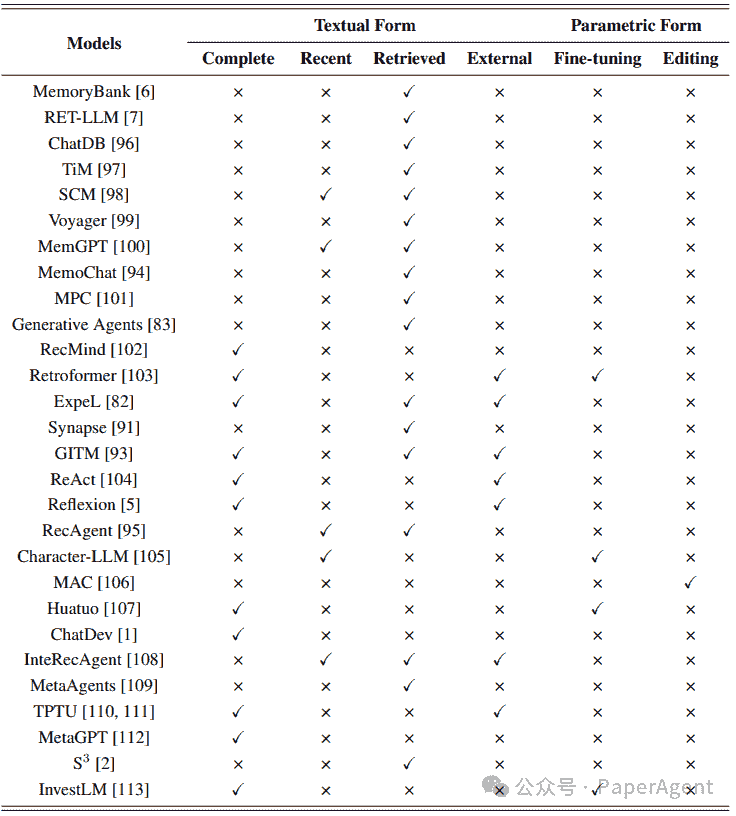 Models Textual Form Parametric Form
Complete Recent Retrieved External Fine-tuning Editing
MemoryBank [6] × × ✓ × × ×
RET-LLM [7] × × ✓ × × ×
ChatDB [96] × × ✓ × × ×
TiM [97] × × ✓ × × ×
SCM [98] × ✓ ✓ × × ×
Voyager [99] × × ✓ × × ×
MemGPT [100] × ✓ ✓ × × ×
MemoChat [94] × × ✓ × × ×
MPC [101] × × ✓ × × ×
Generative Agents [83] × × ✓ × × ×
RecMind [102] ✓ × × × × ×
Retroformer [103] ✓ × × ✓ ✓ ×
ExpeL [82] ✓ × ✓ ✓ × ×
Synapse [91] × × ✓ × × ×
GITM [93] ✓ × ✓ ✓ × ×
ReAct [104] ✓ × × ✓ × ×
Reflexion [5] ✓ × × ✓ × ×
RecAgent [95] × ✓ ✓ × × ×
Character-LLM [105] × ✓ × × ✓ ×
MAC [106] × × × × × ✓
Huatuo [107] ✓ × × × ✓ ×
ChatDev [1] ✓ × × × × ×
InteRecAgent [108] × ✓ ✓ ✓ × ×
MetaAgents [109] × × ✓ × × ×
TPTU [110, 111] ✓ × × ✓ × ×
MetaGPT [112] ✓ × × × × ×
S³ [2] × × ✓ × × ×
InvestLM [113] ✓ × × × ✓ ×
公众号 · PaperAgent